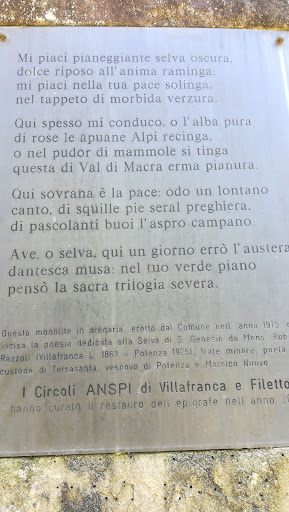 Mi piaci pianeggiante selva oscura,
dolce riposo all'anima raminga;
mi piaci nella tua pace solinga,
nel tappeto di morbida verzura.
Qui spesso mi conduco, o l'alba pura
di rose le apuane Alpi recinga,
o nel pudor di mammole si tinga
questa di Val di Macra erma pianura.
Qui sovrana è la pace: odo un lontano
canto, di squille pie seral preghiera,
di pascolanti buoi l'aspro campano.
Ave, o selva, qui un giorno errò l'austera
dantesca musa: nel tuo verde piano
pensò la sacra trilogia severa.
Questo monolite in arenaria, eretto dal Comune nell' anno 1975 e
incisa la poesia dedicata alla Selva di S. Genesio da Mons. Rob
Razzoli (Villafranca L. 1863 - Potenza 1925), frate minore, poeta,
custode di Terrasanta, vescovo di Potenza e Marsico Nuovo
I Circoli ANSPI di Villafranca e Filetto
hanno curato il restauro dell'epigrafe nell'anno 20